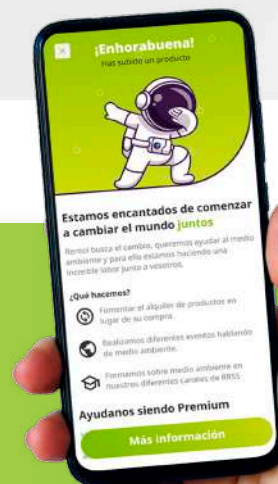 ¡Enhorabuena!
Has subido un producto
Estamos encantados de comenzar
a cambiar el mundo juntos
Rentol busca el cambio, queremos ayudar al medio
ambiente y para ello estamos haciendo una
increíble labor junto a vosotros.
¿Qué hacemos?
Fomentar el alquiler de productos en
lugar de su compra.
Realizamos diferentes eventos hablando
de medio ambiente.
Formamos sobre medio ambiente en
nuestros diferentes canales de RRSS
Ayudanos siendo Premium
Más información